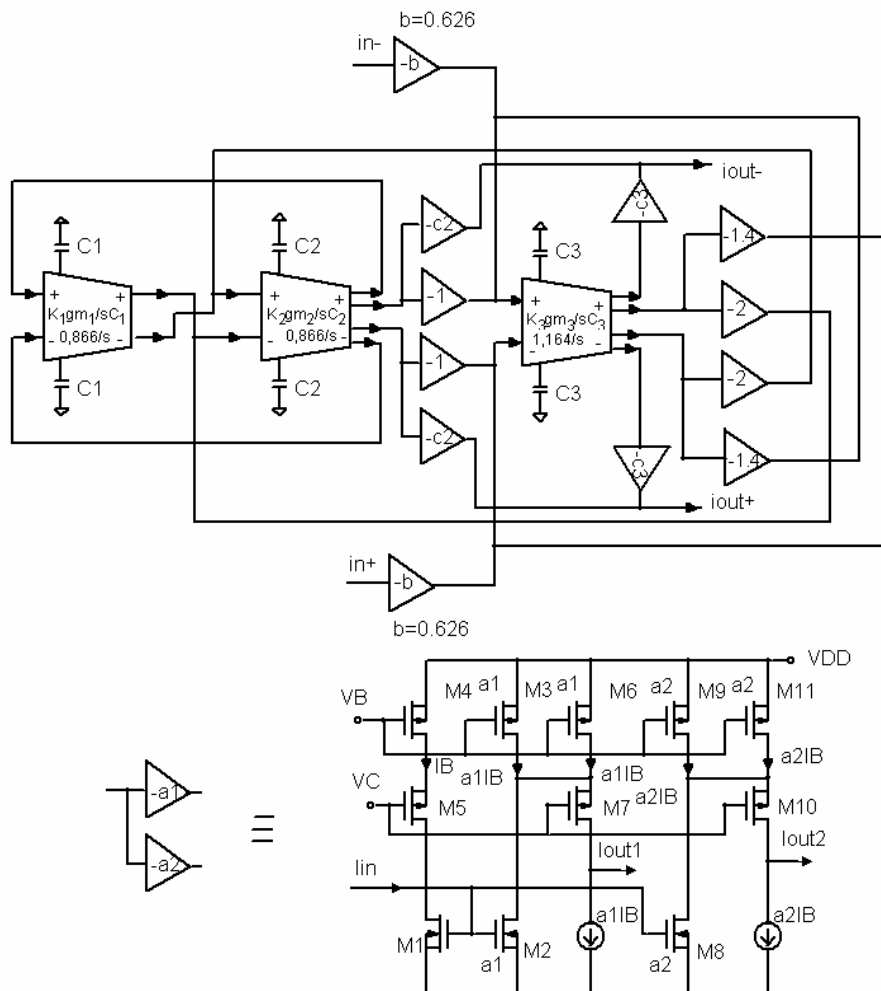 b=0.626
in-
-b
iout-
C1
C2
-c2
C3
-c3
-1.4
+ +
K1gm1/sC1
0,866/s
- -
+ +
K2gm2/sC2
0,866/s
- -
-1
+ +
K3gm3/sC3
1,164/s
- -
-2
-1
-2
C1
C2
C3
-c2
-c3
-1.4
iout+
in+
-b
b=0.626
VDD
VB
M4
a1
M3
a1
M6
a2
M9
a2
M11
IB
a1IB
a1IB
a2IB
a2IB
VC
M5
M7
M10
-a1
-a2
Iin
Iout1
Iout2
a1IB
a2IB
M1
M2
a1
M8
a2